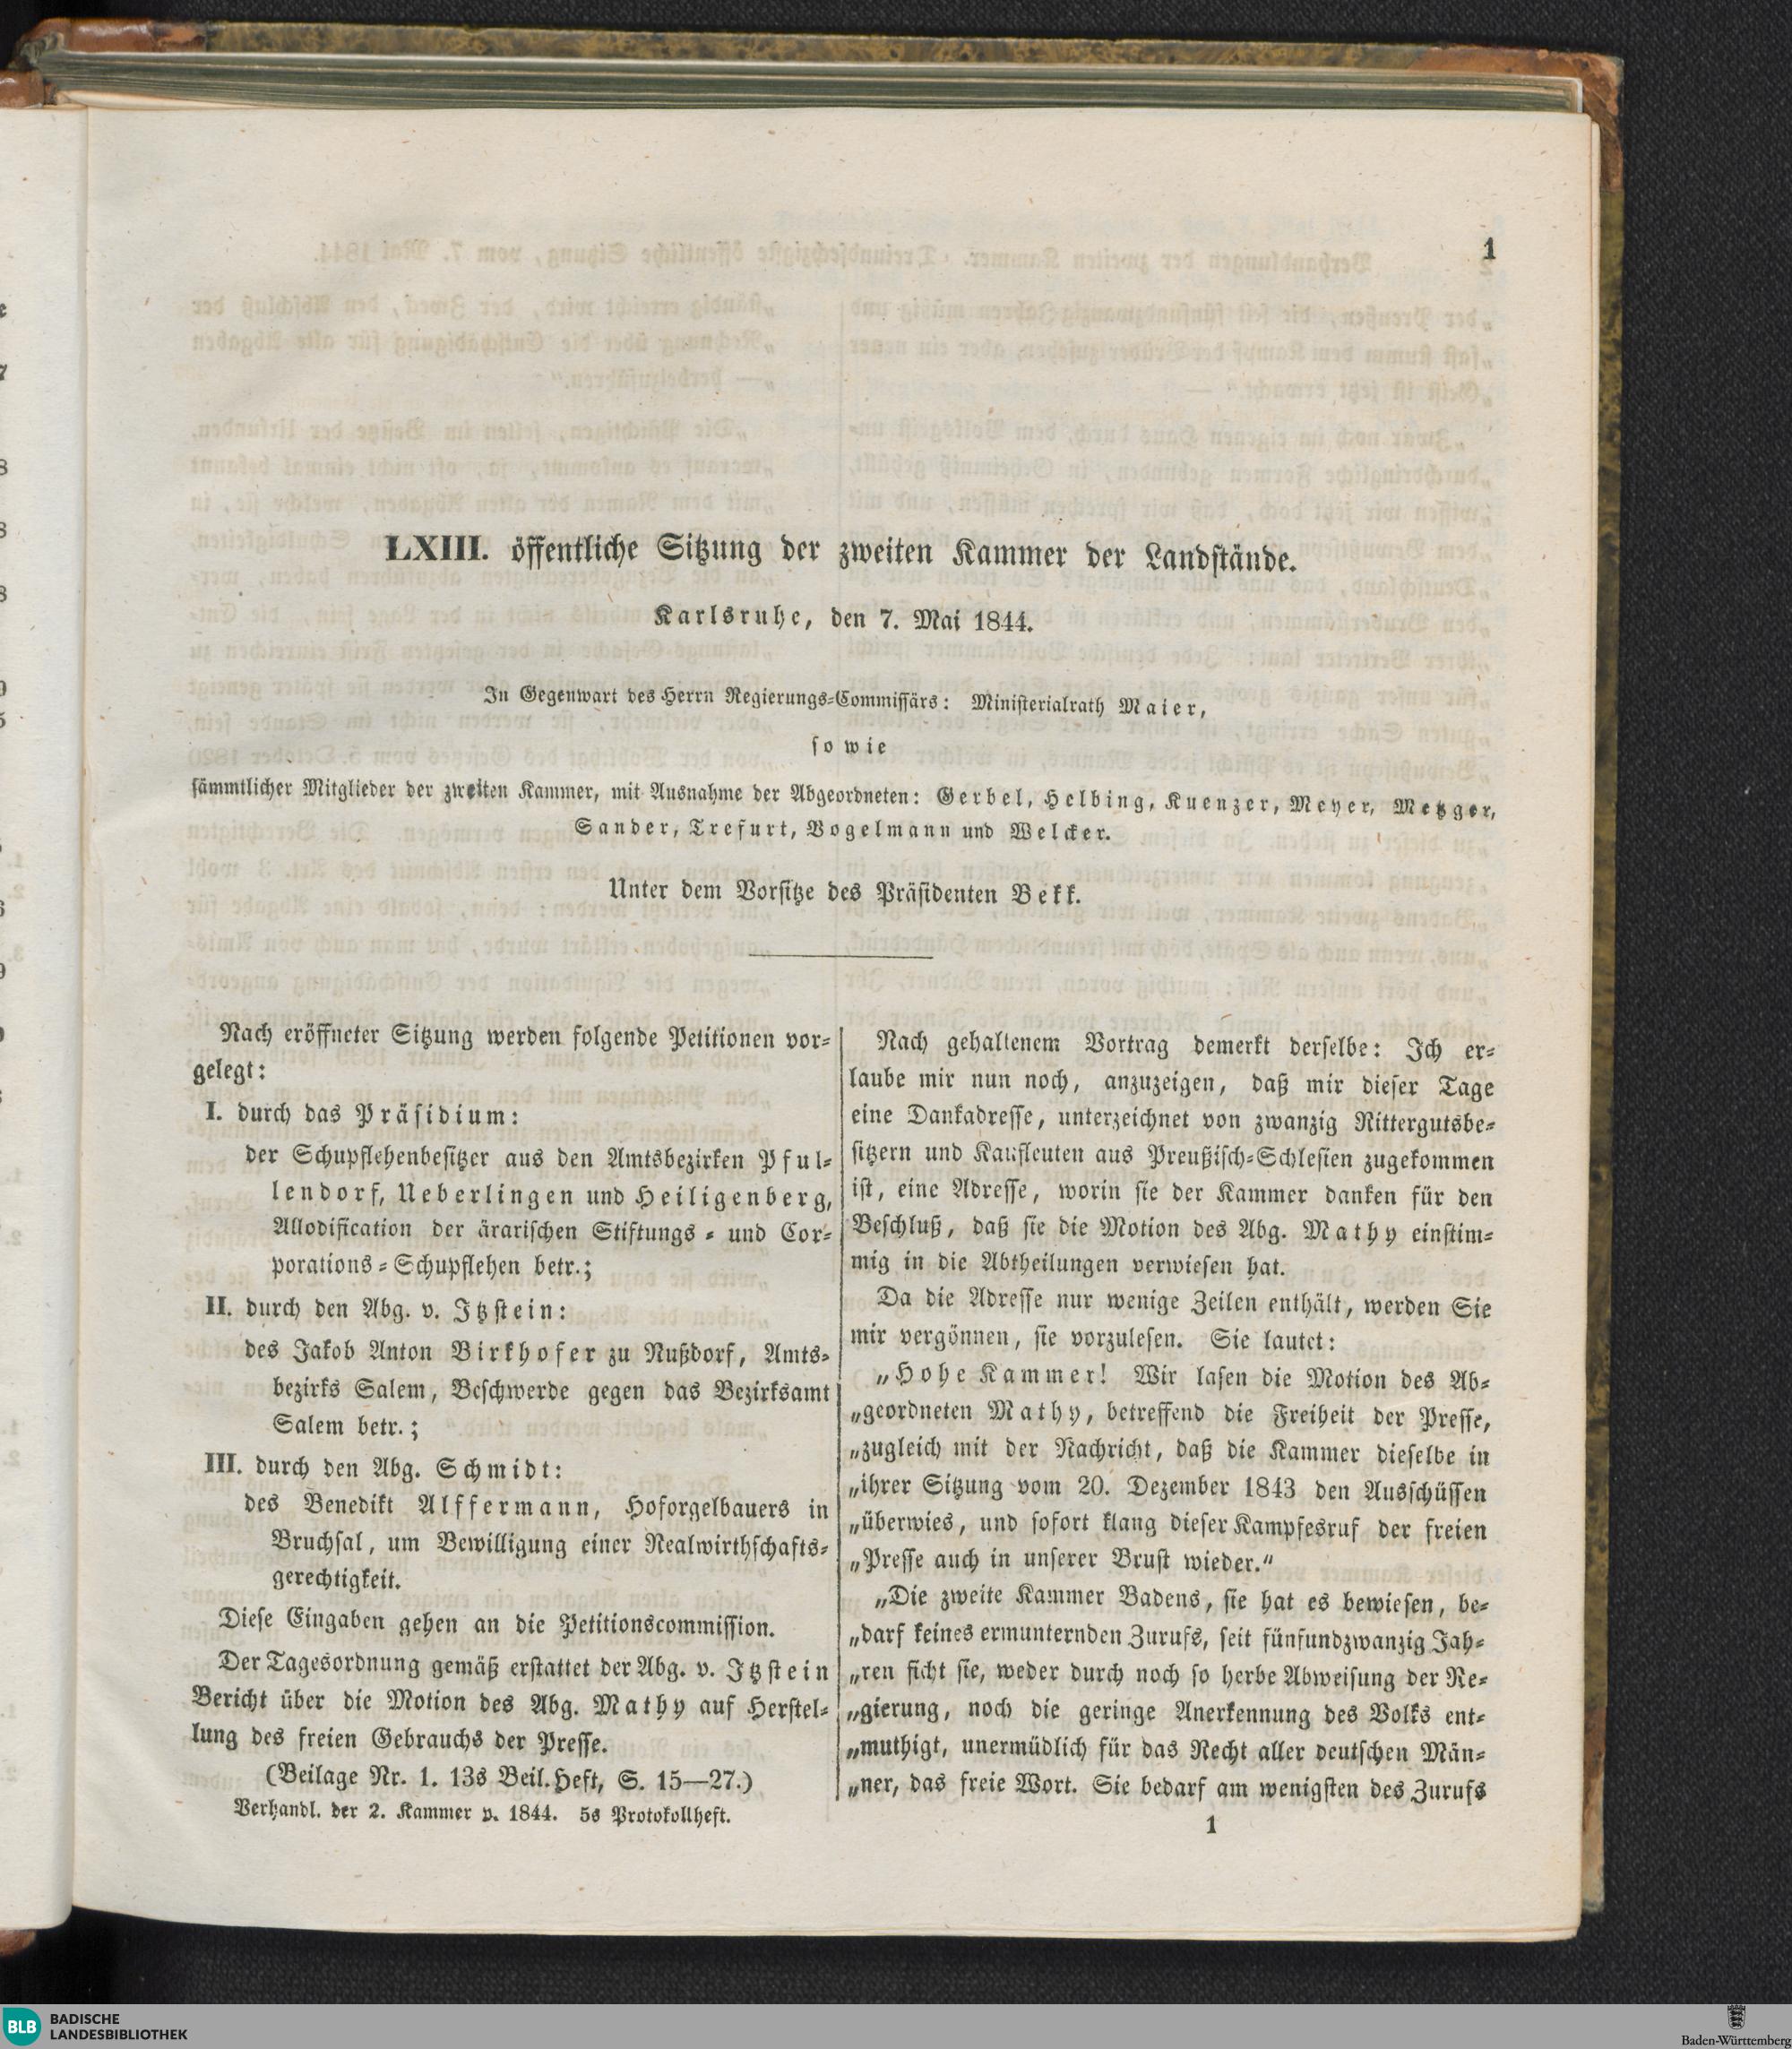 1
LXIII. öffentliche Sitzung der zweiten Kammer der Landstände.
Karlsruhe, den 7. Mai 1844.
In Gegenwart des Herrn Regierungs-Commissärs: Ministerialrath Maier,
sowie
sämmtlicher Mitglieder der zweiten Kammer, mit Ausnahme der Abgeordneten: Gerbel, Helbing, Kuenzer, Meyer, Metzger,
Sander, Trefurt, Vogelmann und Welcker.
Unter dem Vorsitze des Präsidenten Bekk.
Nach eröffneter Sitzung werden folgende Petitionen vor-
gelegt:
I. durch das Präsidium:
der Schupflehenbesitzer aus den Amtsbezirken Pful-
lendorf, Ueberlingen und Heiligenberg,
Allodification der ärarischen Stiftungs- und Cor-
porations-Schupflehen betr.;
II. durch den Abg. v. Itzstein:
des Jakob Anton Birkhofer zu Nußdorf, Amts-
bezirks Salem, Beschwerde gegen das Bezirksamt
Salem betr.;
III. durch den Abg. Schmidt:
des Benedikt Alffermann, Hoforgelbauers in
Bruchsal, um Bewilligung einer Realwirthschafts-
gerechtigkeit.
Diese Eingaben gehen an die Petitionscommission.
Der Tagesordnung gemäß erstattet der Abg. v. Itzstein
Bericht über die Motion des Abg. Mathy auf Herstel-
lung des freien Gebrauchs der Presse.
(Beilage Nr. 1. 13s Beil. Heft, S. 15—27.)
Verhandl. der 2. Kammer v. 1844. 5s Protokollheft.
Nach gehaltenem Vortrag demerkt derselbe: Ich er-
laube mir nun noch, anzuzeigen, daß mir dieser Tage
eine Dankadresse, unterzeichnet von zwanzig Rittergutsbe-
sitzern und Kaufleuten aus Preußisch-Schlesien zugekommen
ist, eine Adresse, worin sie der Kammer danken für den
Beschluß, daß sie die Motion des Abg. Mathy einstim-
mig in die Abtheilungen verwiesen hat.
Da die Adresse nur wenige Zeilen enthält, werden Sie
mir vergönnen, sie vorzulesen. Sie lautet:
„Hohe Kammer! Wir lasen die Motion des Ab-
„geordneten Mathy, betreffend die Freiheit der Presse,
„zugleich mit der Nachricht, daß die Kammer dieselbe in
„ihrer Sitzung vom 20. Dezember 1843 den Ausschüssen
„überwies, und sofort klang dieser Kampfesruf der freien
„Presse auch in unserer Brust wieder.“
„Die zweite Kammer Badens, sie hat es bewiesen, be-
„darf keines ermunternden Zurufs, seit fünfundzwanzig Jah-
„ren ficht sie, weder durch noch so herbe Abweisung der Re-
„gierung, noch die geringe Anerkennung des Volks ent-
„muthigt, unermüdlich für das Recht aller deutschen Män-
„ner, das freie Wort. Sie bedarf am wenigsten des Zurufs
1
BLB BADISCHE
LANDESBIBLIOTHEK
Baden-Württemberg